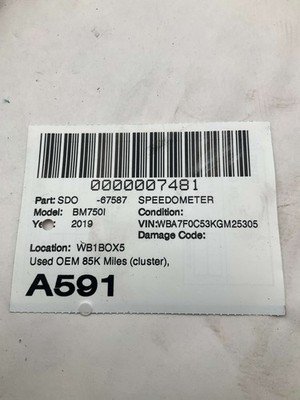 0000007481
Part: SDO -67587 SPEEDOMETER
Model: BM750I Condition:
Ye 2019 VIN:WBA7F0C53KGM25305
Damage Code:
Location: WB1BOX5
Used OEM 85K Miles (cluster),
A591